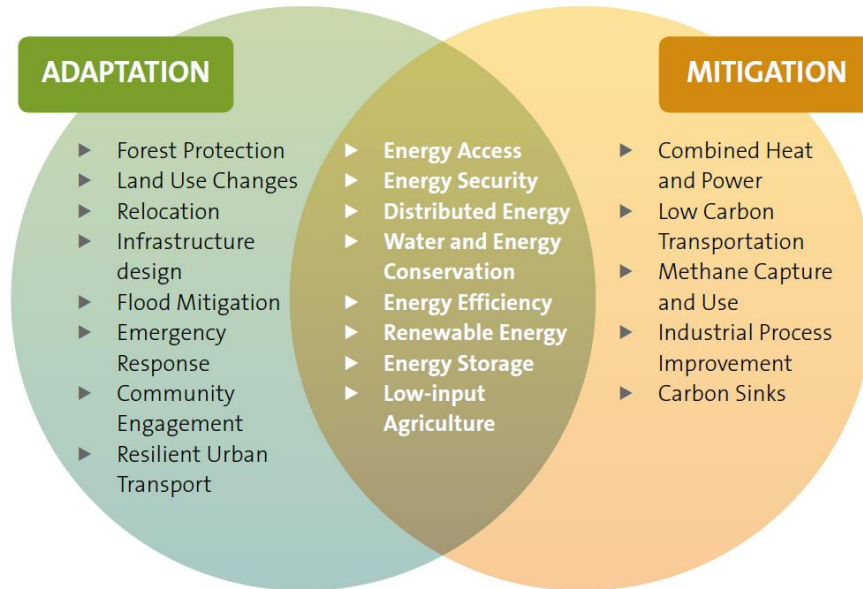 ADAPTATION
MITIGATION
▶ Forest Protection
▶ Land Use Changes
▶ Relocation
▶ Infrastructure
design
▶ Flood Mitigation
▶ Emergency
Response
▶ Community
Engagement
▶ Resilient Urban
Transport
▶ Energy Access
▶ Energy Security
▶ Distributed Energy
▶ Water and Energy
Conservation
▶ Energy Efficiency
▶ Renewable Energy
▶ Energy Storage
▶ Low-input
Agriculture
▶ Combined Heat
and Power
▶ Low Carbon
Transportation
▶ Methane Capture
and Use
▶ Industrial Process
Improvement
▶ Carbon Sinks